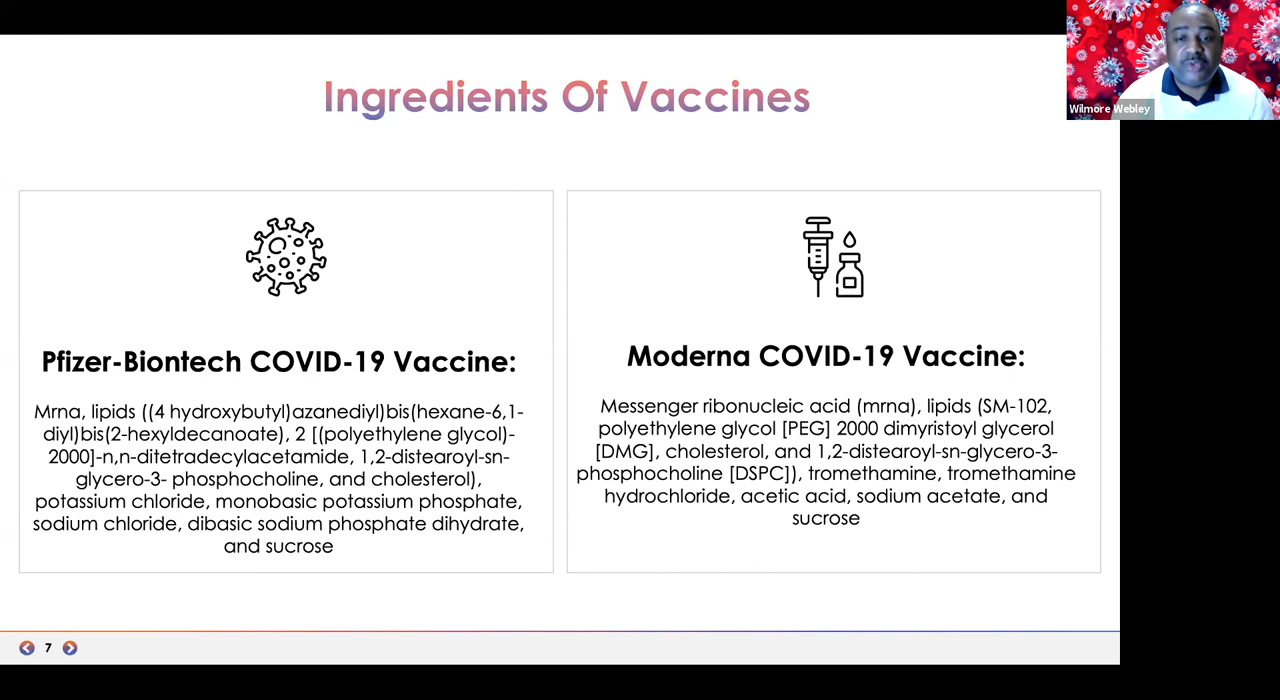 Ingredients Of Vaccines
Wilmore Webley
Pfizer-Biontech COVID-19 Vaccine:
Mrna, lipids ((4 hydroxybutyl)azanediyl)bis(hexane-6,1-
diyl)bis(2-hexyldecanoate), 2 [(polyethylene glycol)-
2000]-n,n-ditetradecylacetamide, 1,2-distearoyl-sn-
glycero-3- phosphocholine, and cholesterol),
potassium chloride, monobasic potassium phosphate,
sodium chloride, dibasic sodium phosphate dihydrate,
and sucrose
Moderna COVID-19 Vaccine:
Messenger ribonucleic acid (mrna), lipids (SM-102,
polyethylene glycol [PEG] 2000 dimyristoyl glycerol
[DMG], cholesterol, and 1,2-distearoyl-sn-glycero-3-
phosphocholine [DSPC]), tromethamine, tromethamine
hydrochloride, acetic acid, sodium acetate, and
sucrose
7